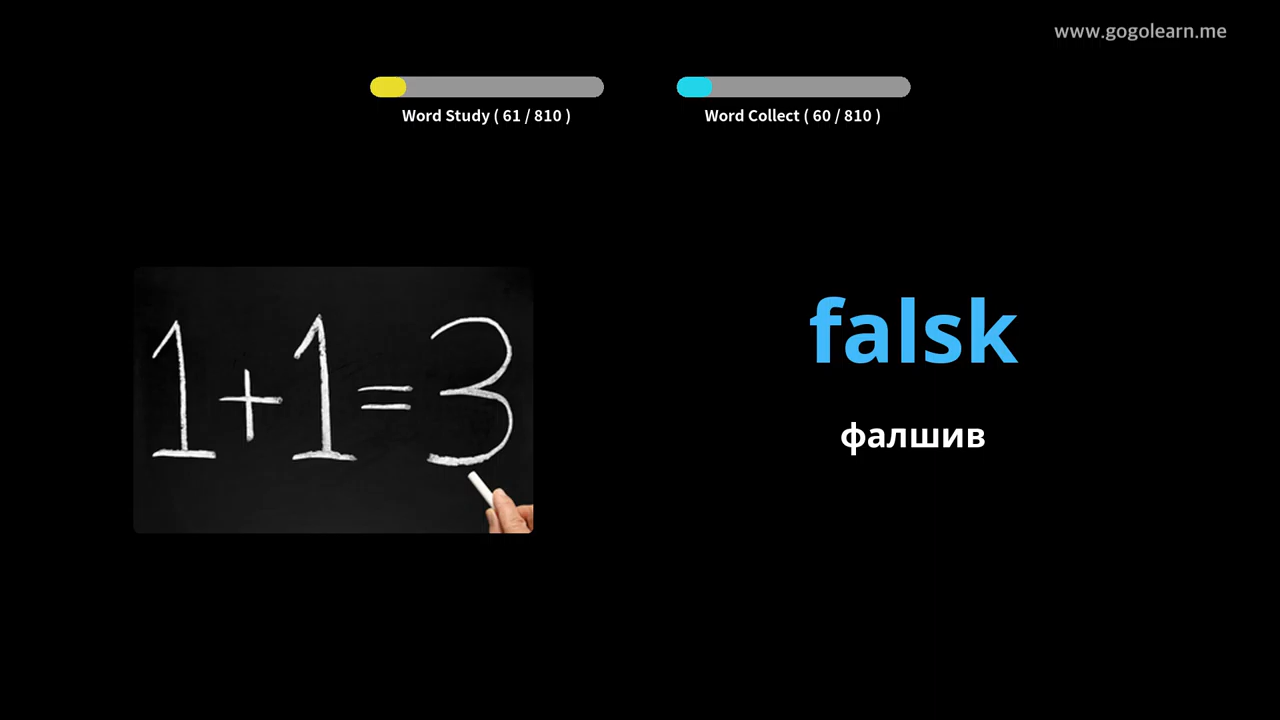 www.gogolearn.me
Word Study ( 61 / 810 )
Word Collect ( 60 / 810 )
1+1=3
falsk
фалшив